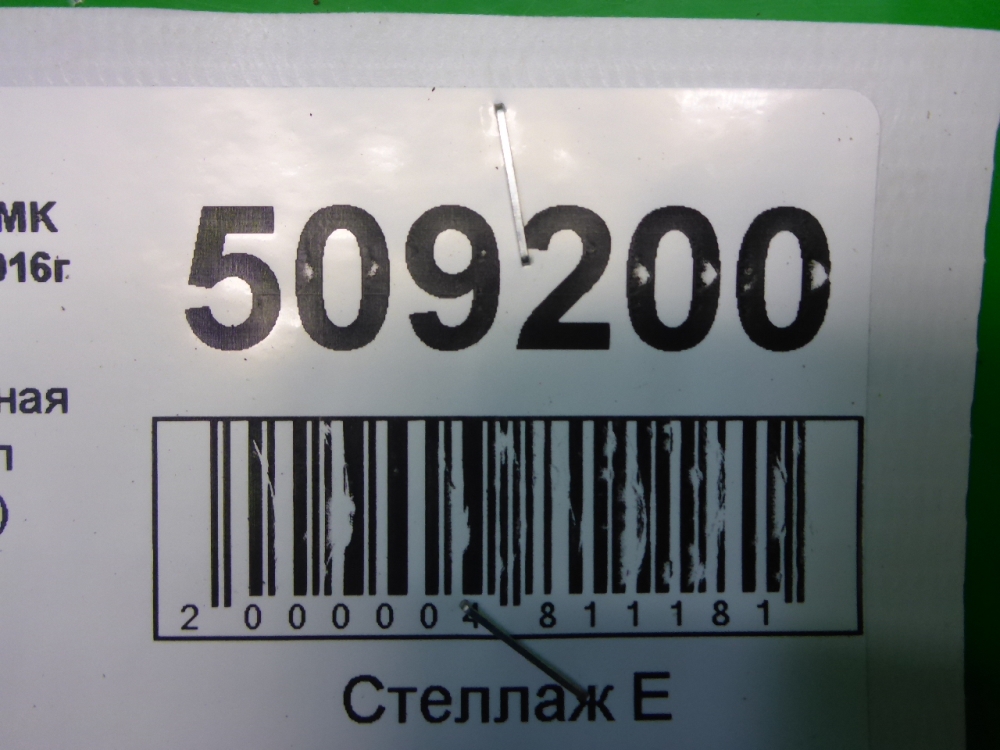 МК
509200
016г.
ная
л
)
2 000004 811181
Стеллаж Е